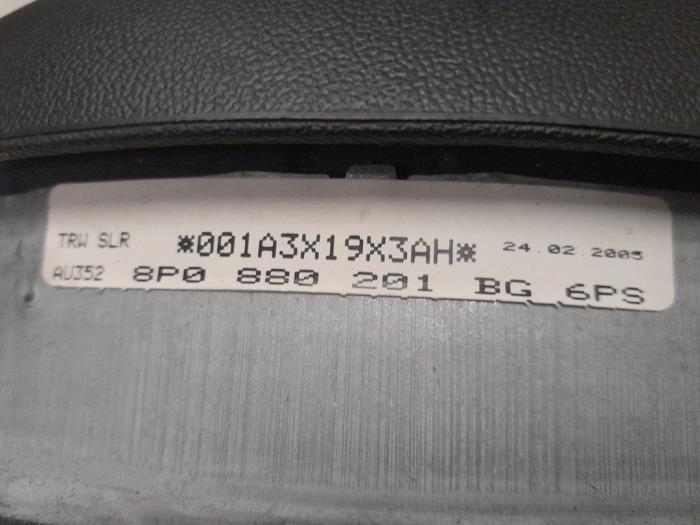 TRW SLR *001A3X19X3AH* 24.02.2005
AU352 8P0 880 201 BG 6PS